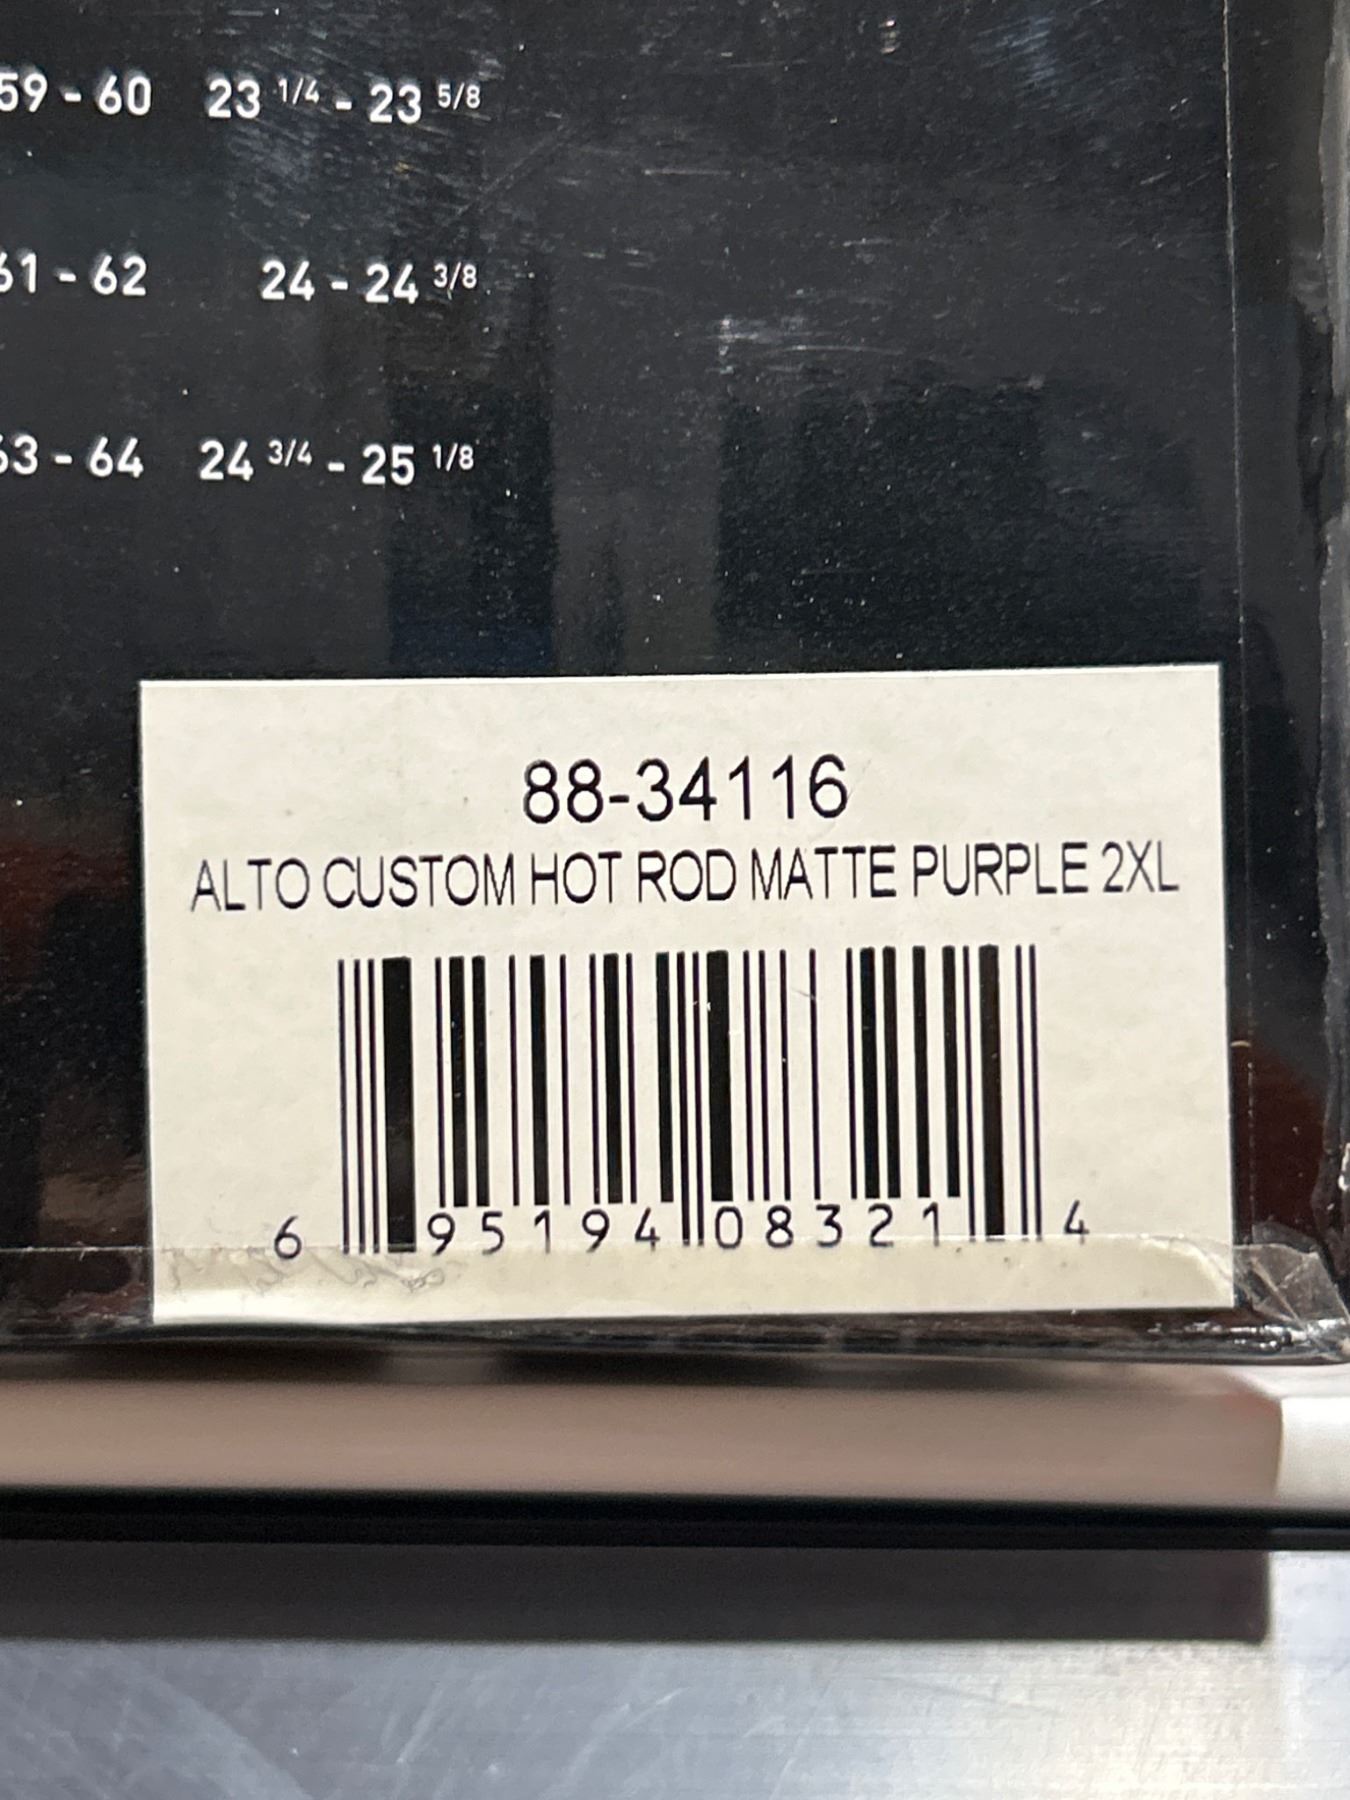 59 - 60 23 1/4 - 23 5/8
61 - 62 24 - 24 3/8
63 - 64 24 3/4 - 25 1/8
88-34116
ALTO CUSTOM HOT ROD MATTE PURPLE 2XL
6 95194 08321 4